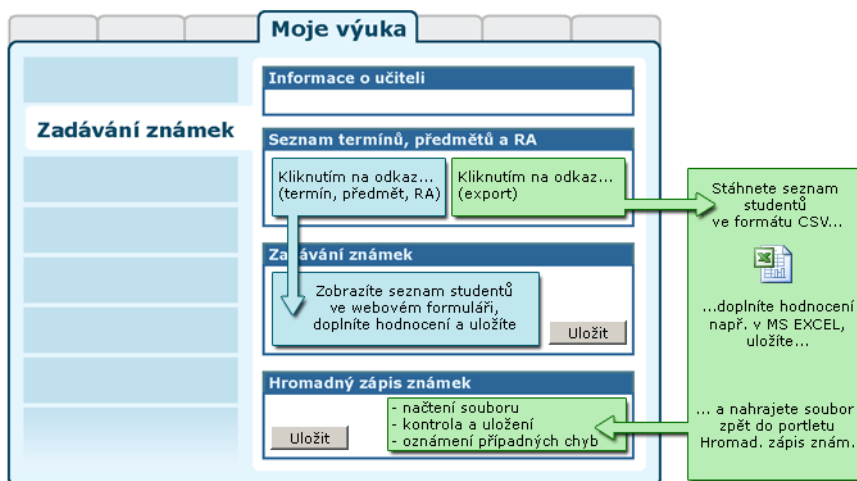 Moje výuka
Zadávání známek
Informace o učiteli
Seznam termínů, předmětů a RA
Kliknutím na odkaz...
(termín, předmět, RA)
Kliknutím na odkaz...
(export)
Zadávání známek
Zobrazíte seznam studentů
ve webovém formuláři,
doplníte hodnocení a uložíte
Uložit
Hromadný zápis známek
Uložit
- načtení souboru
- kontrola a uložení
- oznámení případných chyb
Stáhnete seznam
studentů
ve formátu CSV...
...doplníte hodnocení
např. v MS EXCEL,
uložíte...
... a nahrajete soubor
zpět do portletu
Hromad. zápis znám.